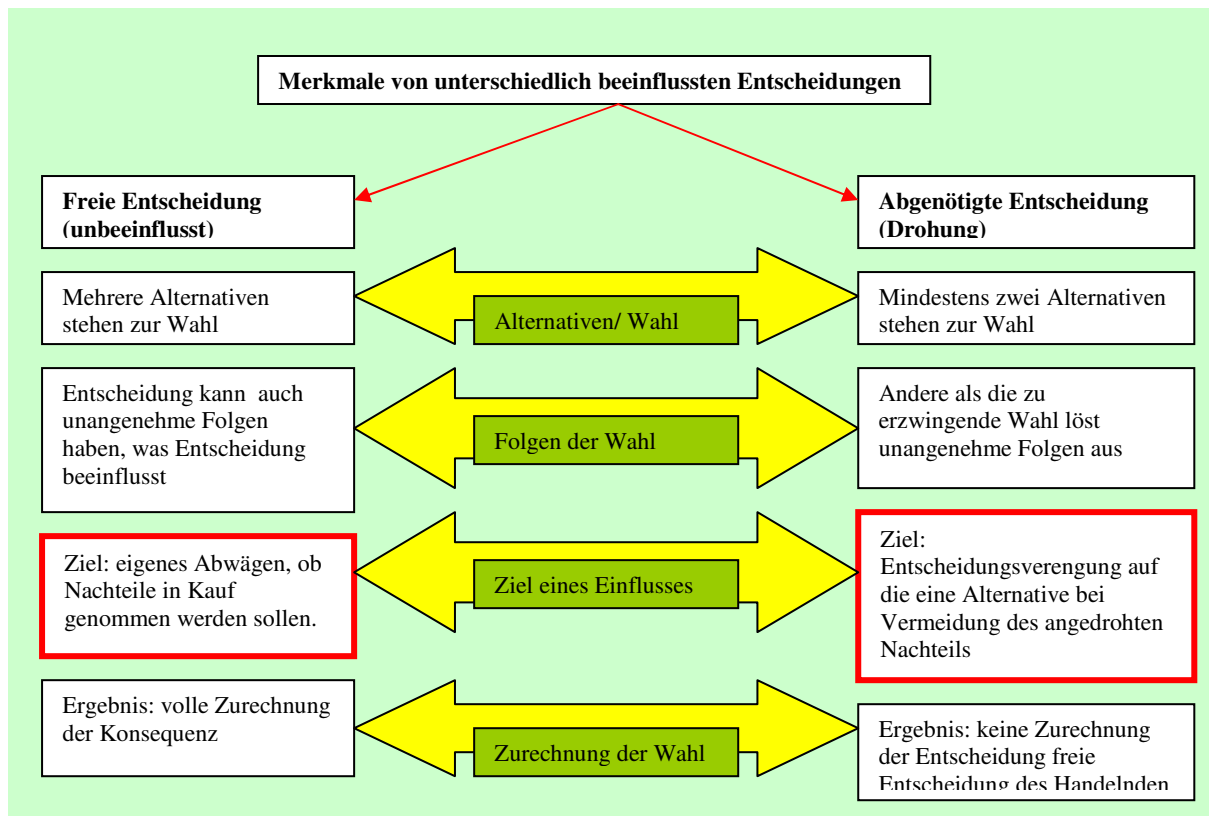 Merkmale von unterschiedlich beeinflussten Entscheidungen
Freie Entscheidung
(unbeeinflusst)
Abgenötigte Entscheidung
(Drohung)
Mehrere Alternativen
stehen zur Wahl
Alternativen/ Wahl
Mindestens zwei Alternativen
stehen zur Wahl
Entscheidung kann auch
unangenehme Folgen
haben, was Entscheidung
beeinflusst
Folgen der Wahl
Andere als die zu
erzwingende Wahl löst
unangenehme Folgen aus
Ziel: eigenes Abwägen, ob
Nachteile in Kauf
genommen werden sollen.
Ziel eines Einflusses
Ziel:
Entscheidungsverengung auf
die eine Alternative bei
Vermeidung des angedrohten
Nachteils
Ergebnis: volle Zurechnung
der Konsequenz
Zurechnung der Wahl
Ergebnis: keine Zurechnung
der Entscheidung freie
Entscheidung des Handelnden